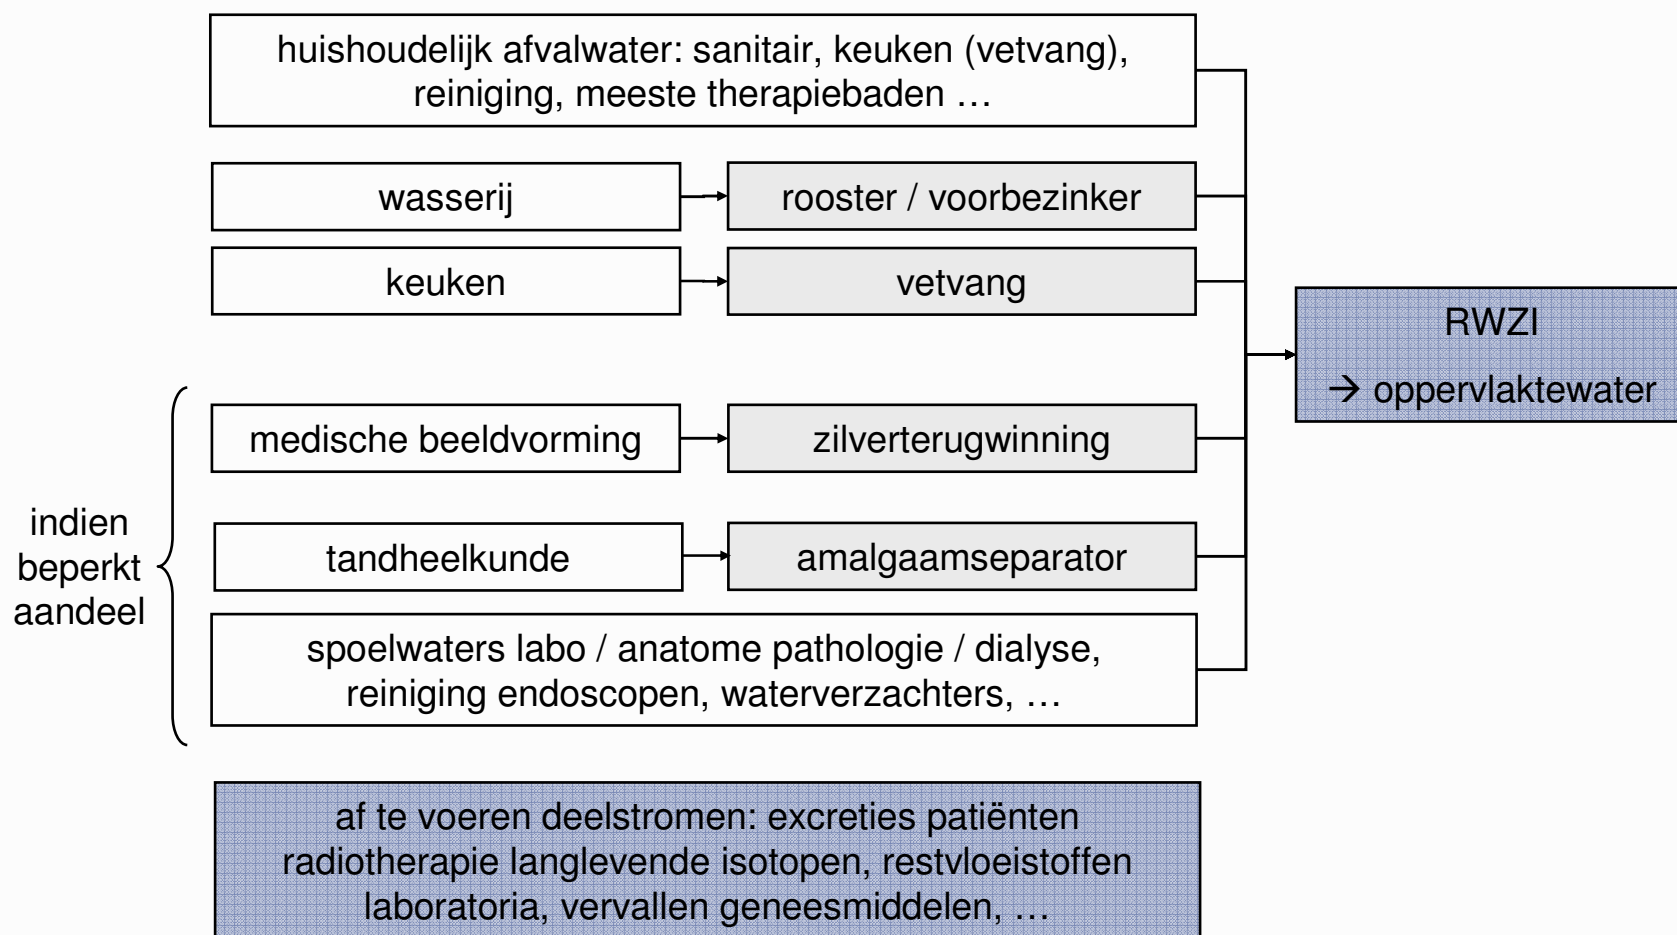 huishoudelijk afvalwater: sanitair, keuken (vetvang),
reiniging, meeste therapiebaden …
wasserij
rooster / voorbezinker
keuken
vetvang
RWZI
→ oppervlaktewater
indien
beperkt
aandeel
medische beeldvorming
zilverterugwinning
tandheelkunde
amalgaamseparator
spoelwaters labo / anatome pathologie / dialyse,
reiniging endoscopen, waterverzachters, …
af te voeren deelstromen: excreties patiënten
radiotherapie langlevende isotopen, restvloeistoffen
laboratoria, vervallen geneesmiddelen, …